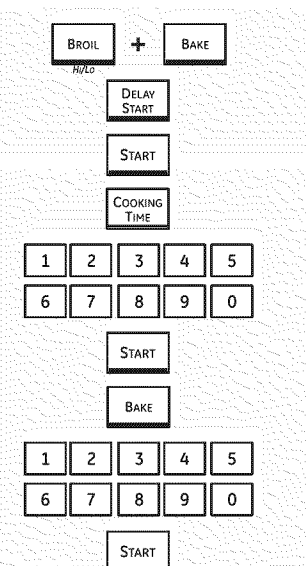 BROIL + BAKE
Hi/Lo
DELAY
START
START
COOKING
TIME
1 2 3 4 5
6 7 8 9 0
START
BAKE
1 2 3 4 5
6 7 8 9 0
START